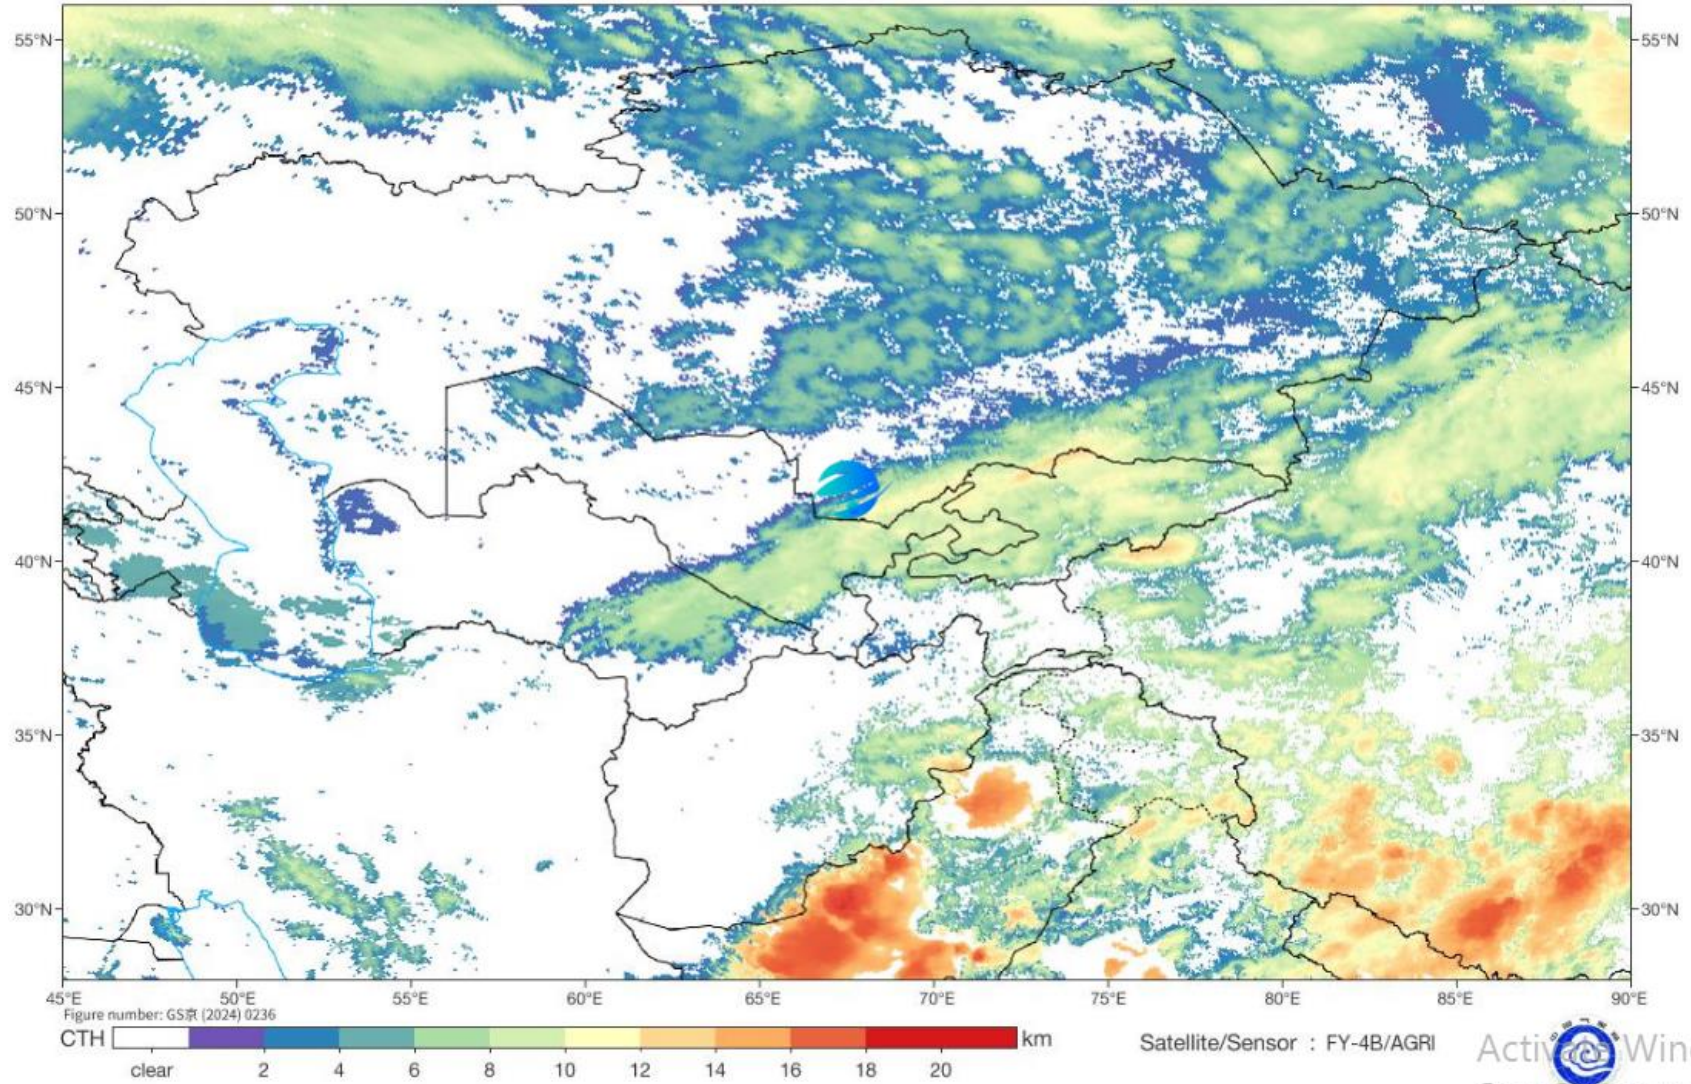 55°N
55°N
50°N
50°N
45°N
45°N
40°N
40°N
35°N
35°N
30°N
30°N
45°E 50°E 55°E 60°E 65°E 70°E 75°E 80°E 85°E 90°E
Figure number: GS京 (2024) 0236
CTH
clear 2 4 6 8 10 12 14 16 18 20
km
Satellite/Sensor : FY-4B/AGRI